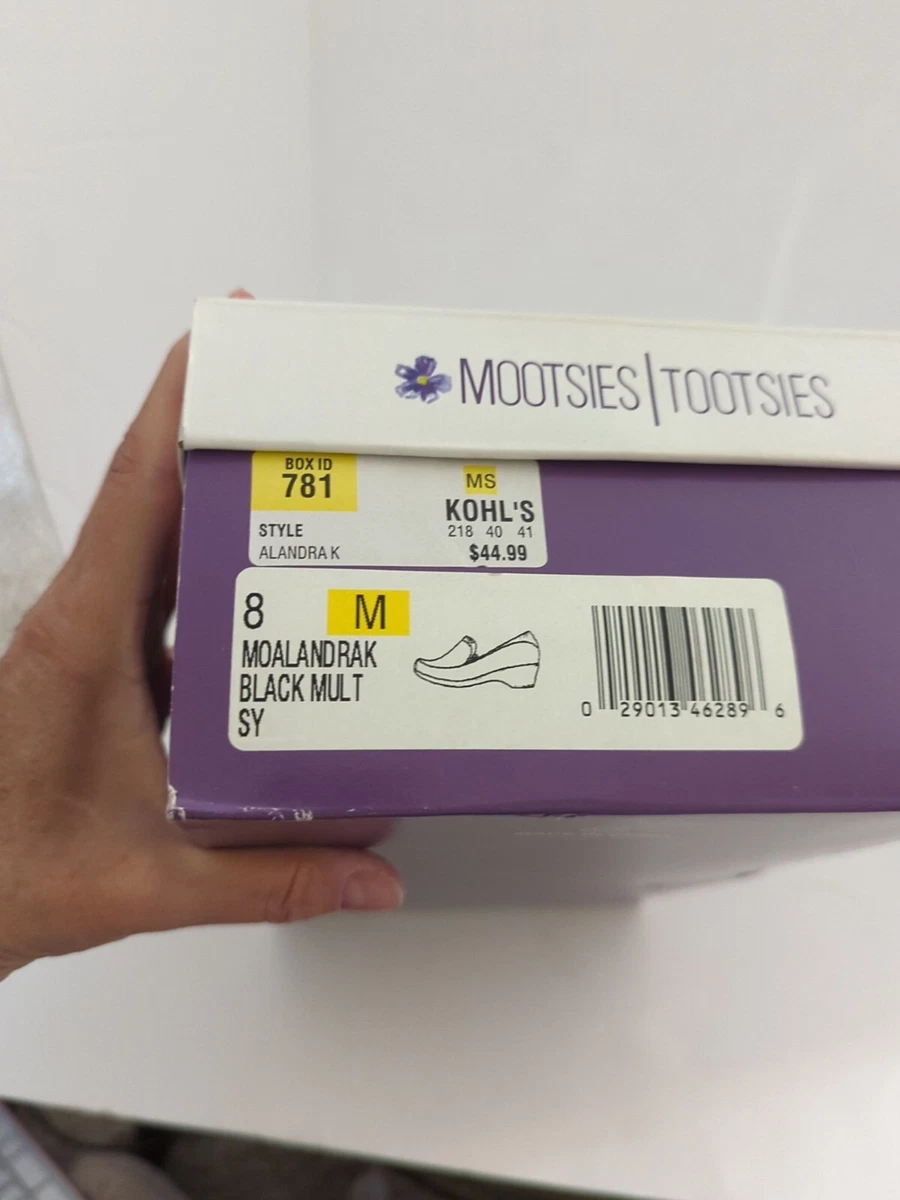 MOOTSIES|TOOTSIES
BOX ID
781
STYLE
ALANDRA K
MS
KOHL'S
218 40 41
$44.99
8 M
MOALANDRAK
BLACK MULT
SY
0 29013 46289 6